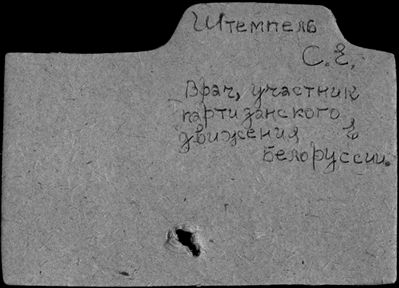 Штемпель
С. Е.
Врач, участник
партизанского
движения в
Белоруссии.